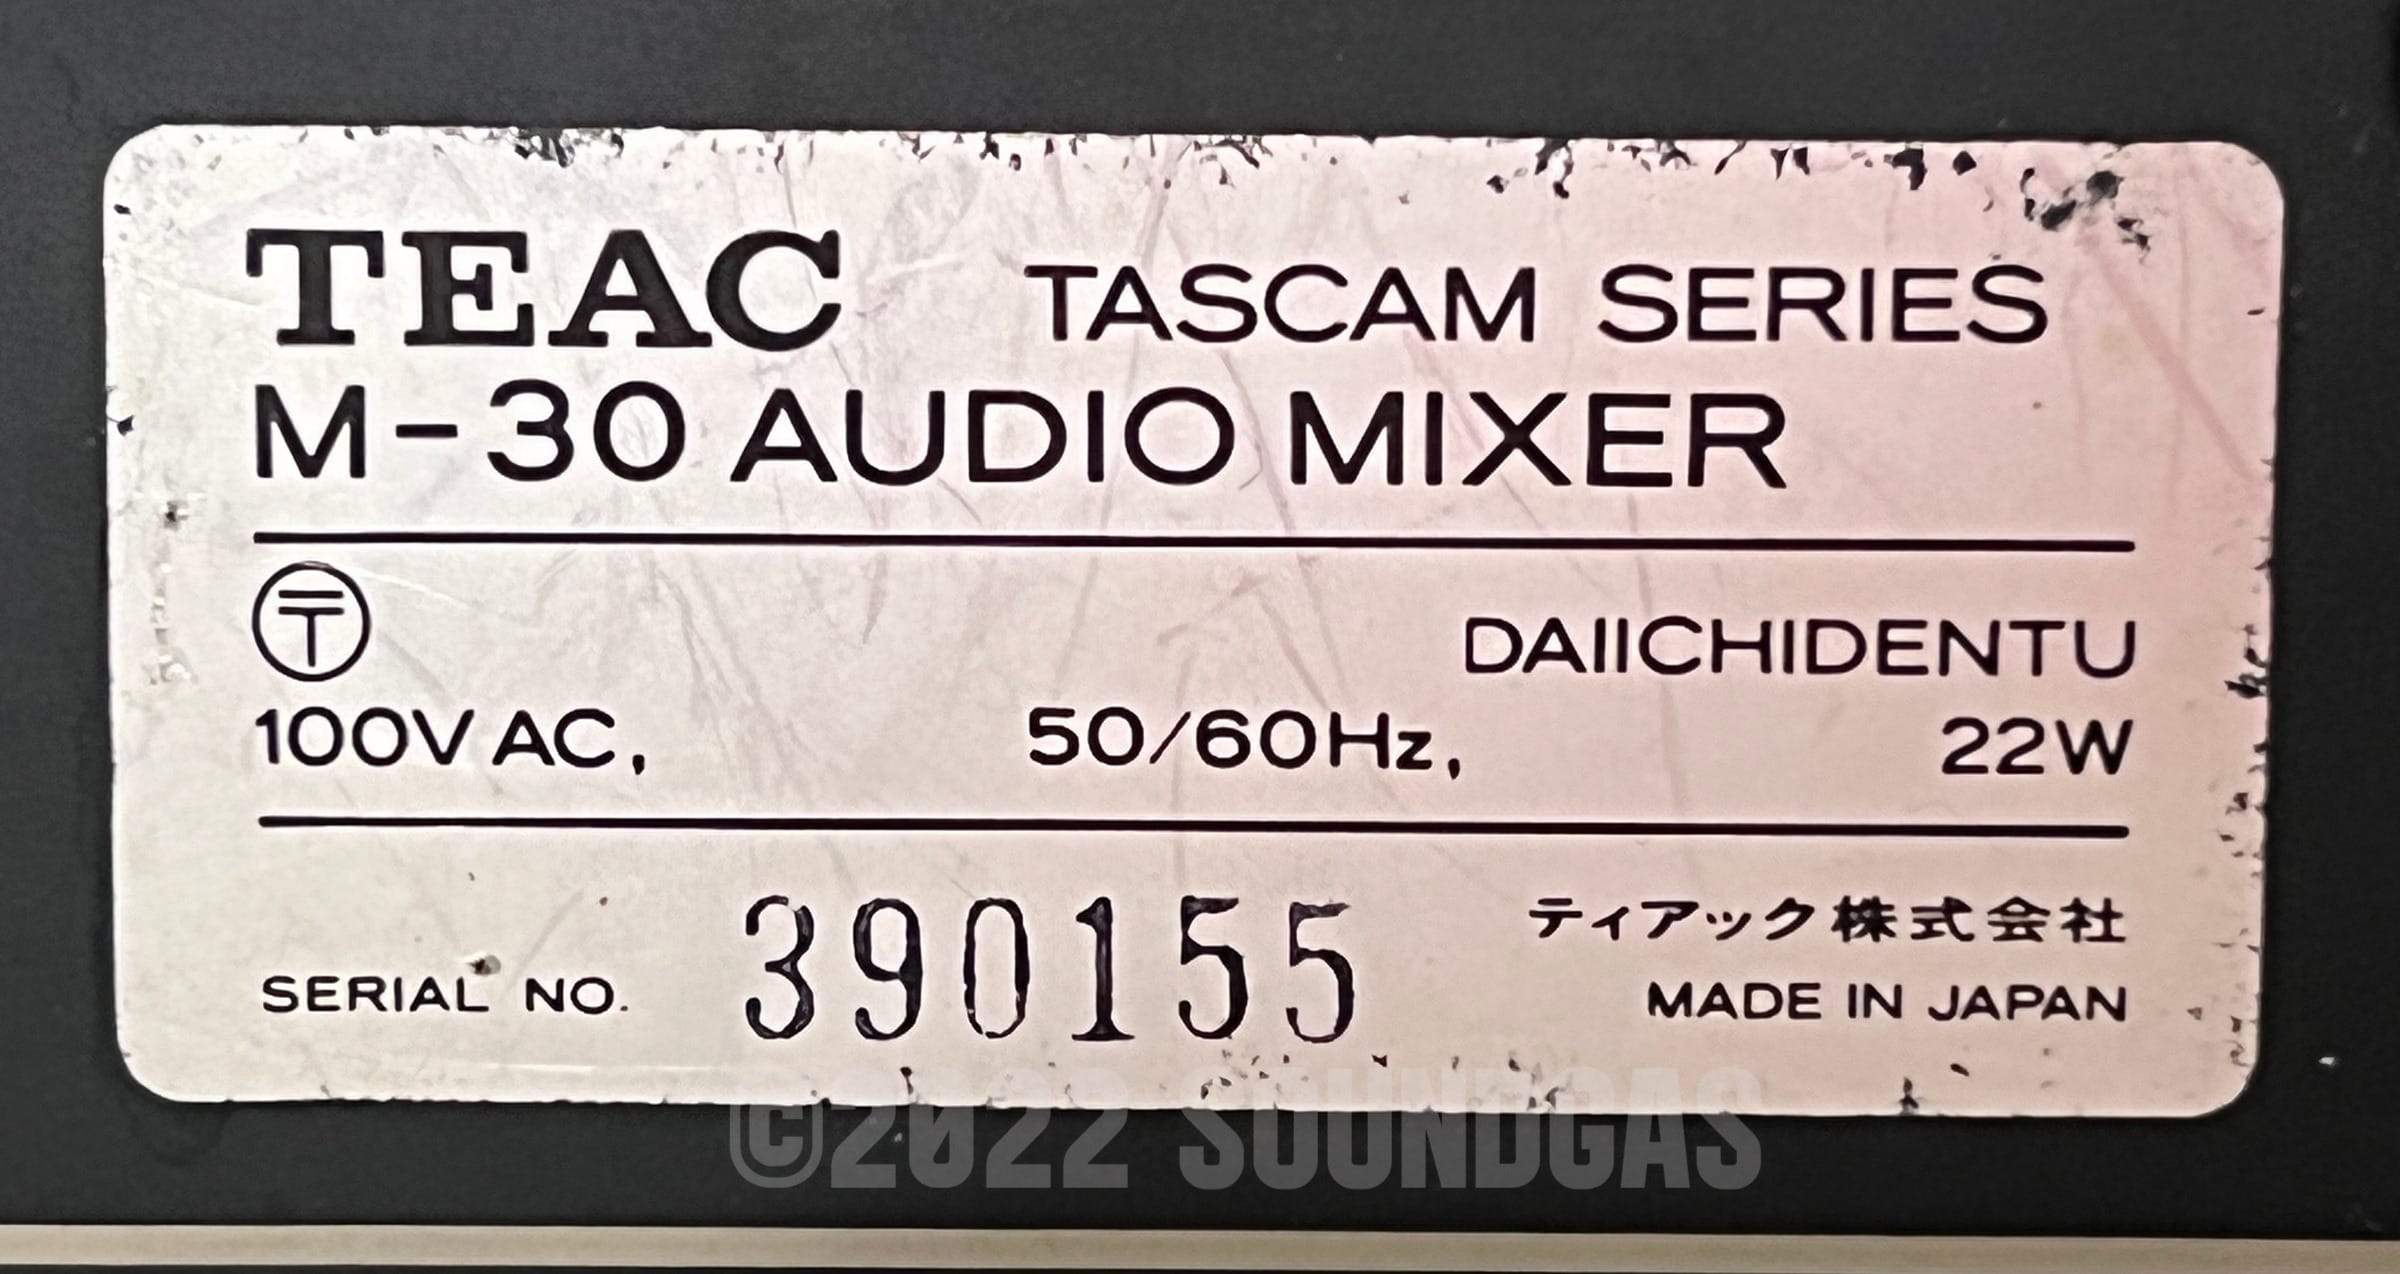 TEAC TASCAM SERIES
M-30 AUDIO MIXER
〒
DAIICHIDENTU
100V AC, 50/60Hz, 22W
ティアック株式会社
SERIAL NO. 390155
MADE IN JAPAN
©2022 SOUNDGAS